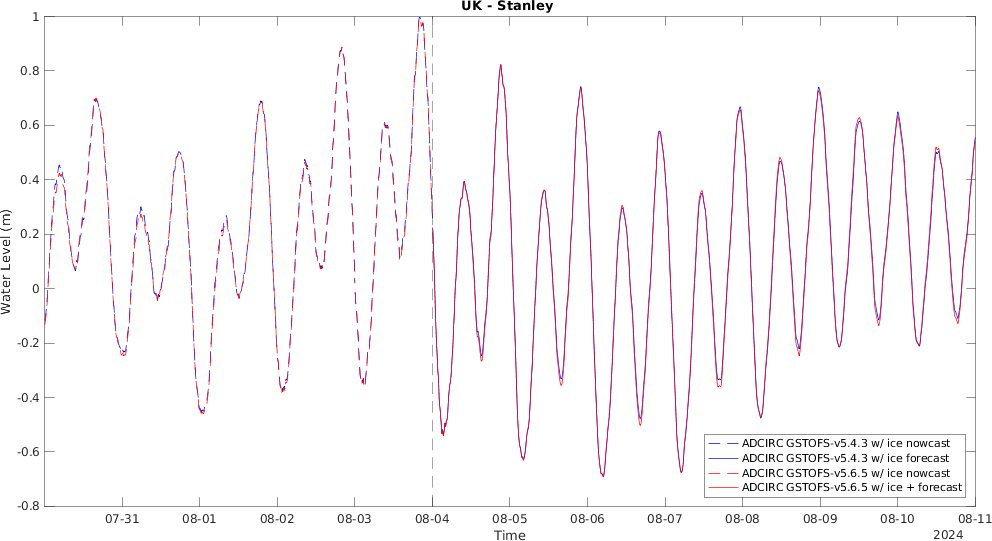 UK - Stanley
1
0.8
0.6
0.4
0.2
0
-0.2
-0.4
-0.6
-0.8
Water Level (m)
ADCIRC GSTOFS-v5.4.3 w/ ice nowcast
ADCIRC GSTOFS-v5.4.3 w/ ice forecast
ADCIRC GSTOFS-v5.6.5 w/ ice nowcast
ADCIRC GSTOFS-v5.6.5 w/ ice + forecast
07-31 08-01 08-02 08-03 08-04 08-05 08-06 08-07 08-08 08-09 08-10 08-11
Time
2024